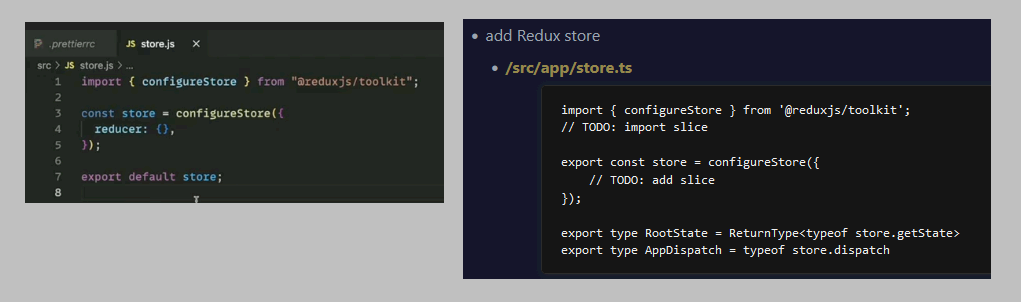 .prettierrc
JS store.js ×
src > JS store.js > ...
1 import { configureStore } from "@reduxjs/toolkit";
2
3 const store = configureStore({
4 reducer: {},
5 });
6
7 export default store;
8
• add Redux store
• /src/app/store.ts
import { configureStore } from '@reduxjs/toolkit';
// TODO: import slice
export const store = configureStore({
// TODO: add slice
});
export type RootState = ReturnType<typeof store.getState>
export type AppDispatch = typeof store.dispatch